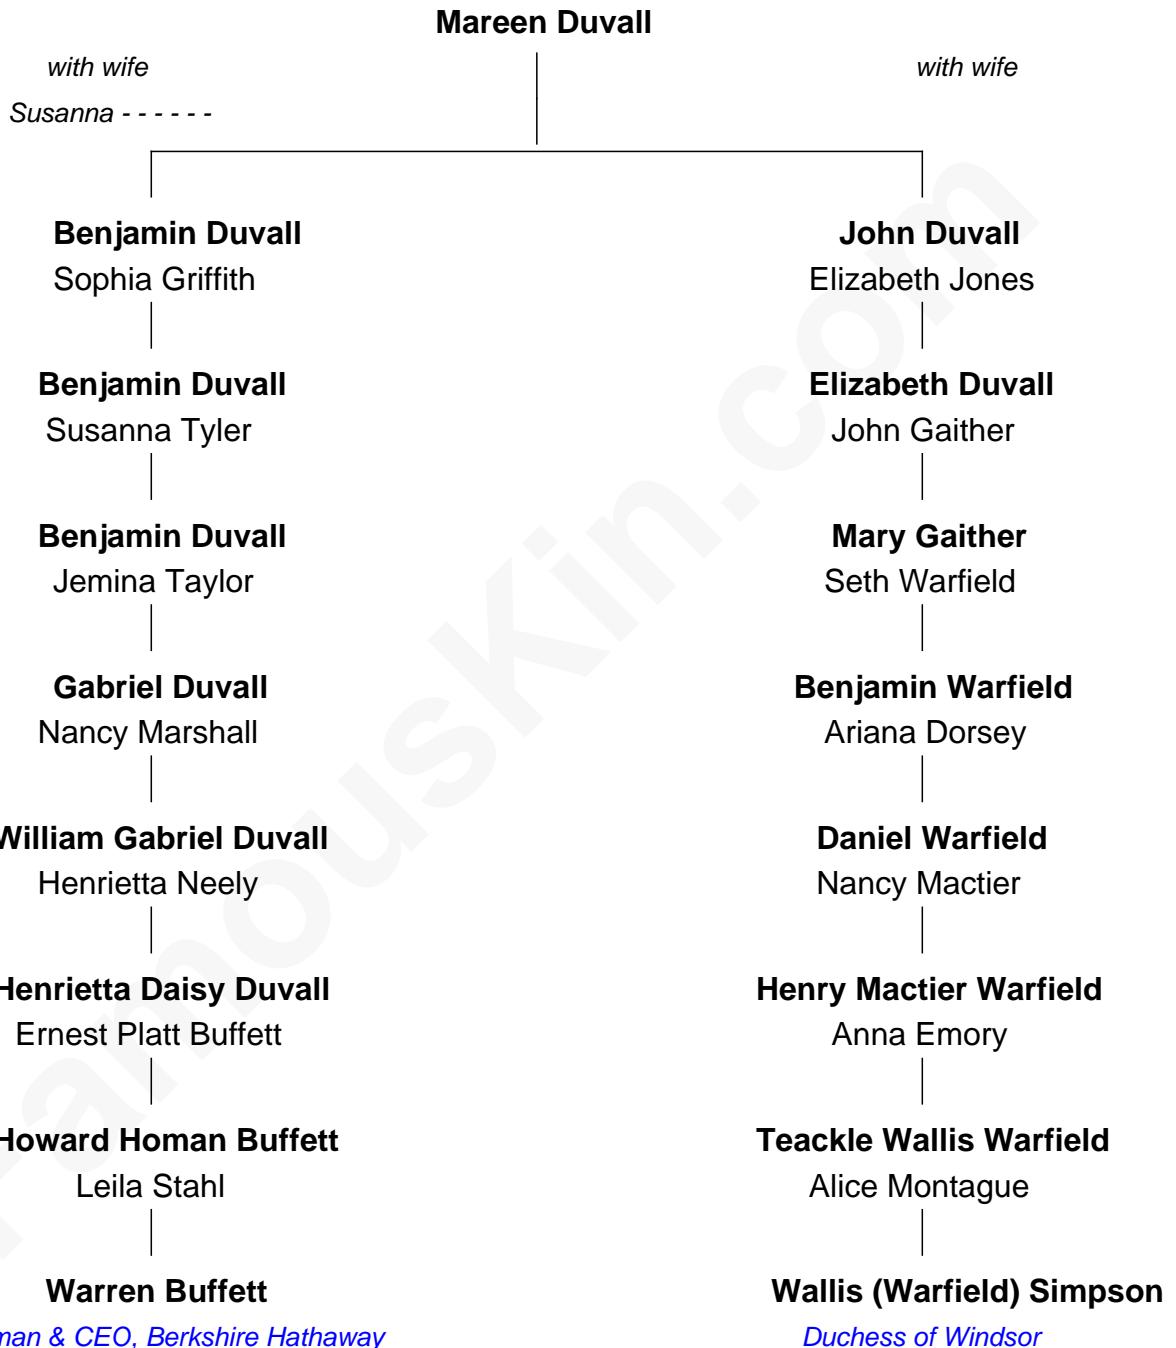 Mareen Duvall
with wife
with wife
Susanna - - - - - -
Benjamin Duvall
John Duvall
Sophia Griffith
Elizabeth Jones
Benjamin Duvall
Elizabeth Duvall
Susanna Tyler
John Gaither
Benjamin Duvall
Mary Gaither
Jemina Taylor
Seth Warfield
Gabriel Duvall
Benjamin Warfield
Nancy Marshall
Ariana Dorsey
William Gabriel Duvall
Daniel Warfield
Henrietta Neely
Nancy Mactier
Henrietta Daisy Duvall
Henry Mactier Warfield
Ernest Platt Buffett
Anna Emory
Howard Homan Buffett
Teackle Wallis Warfield
Leila Stahl
Alice Montague
Warren Buffett
Wallis (Warfield) Simpson
man & CEO, Berkshire Hathaway
Duchess of Windsor
FamousKin.com